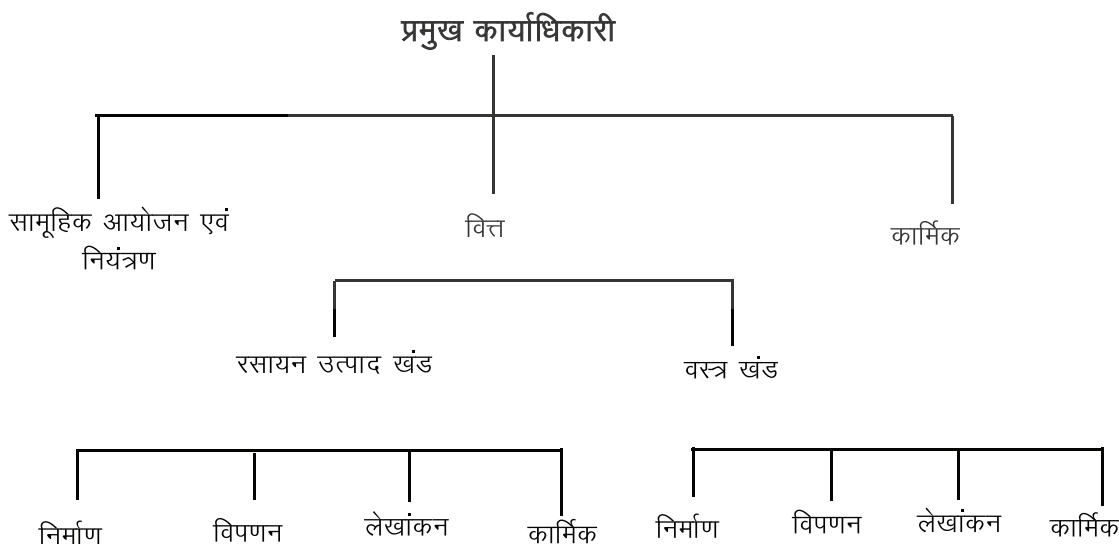 प्रमुख कार्याधिकारी
सामूहिक आयोजन एवं
नियंत्रण
वित्त
कार्मिक
रसायन उत्पाद खंड
वस्त्र खंड
निर्माण
विपणन
लेखांकन
कार्मिक
निर्माण
विपणन
लेखांकन
कार्मिक